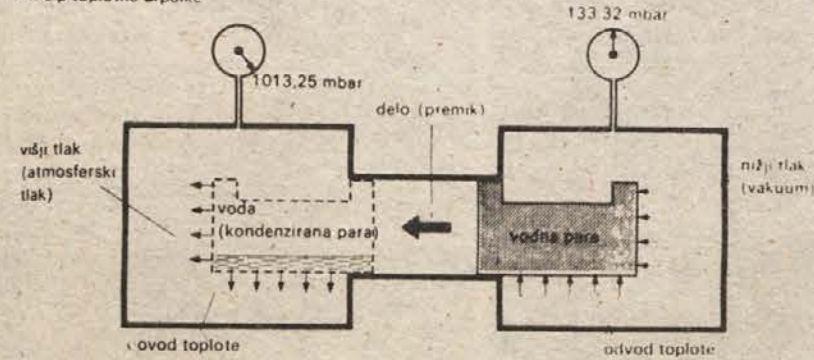 133 32 mbar
1013,25 mbar
delo (premik)
višji tlak
(atmosferski
tlak)
nižji tlak
(vakuum)
voda
(kondenzirana para)
vodna para
ovod toplote
odvod toplote